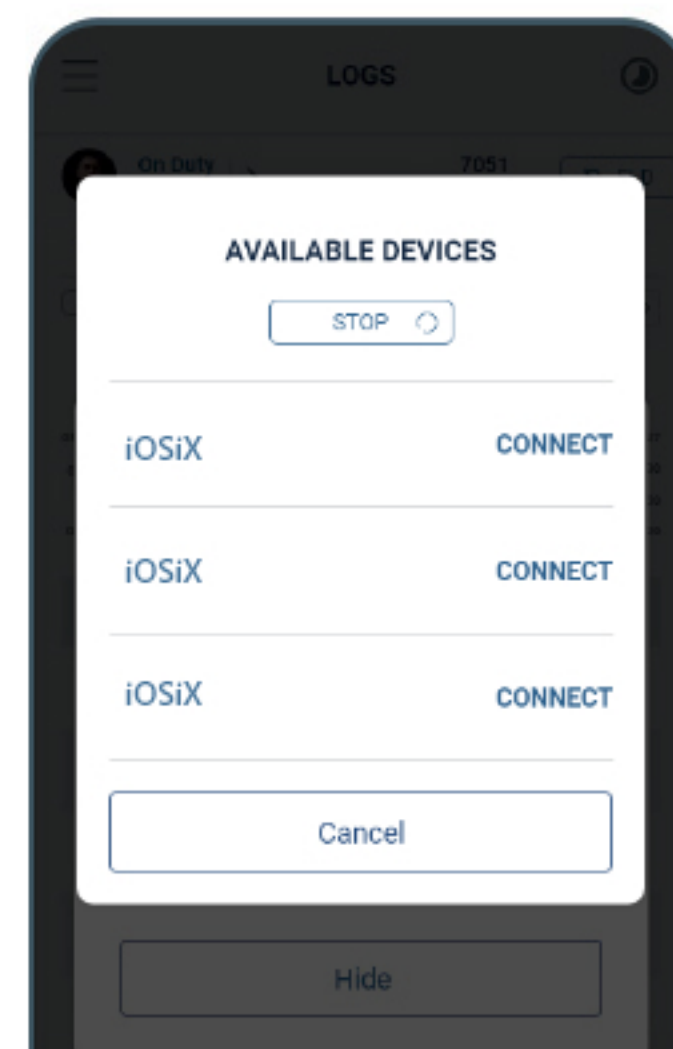 LOGS
On Duty
7051
AVAILABLE DEVICES
STOP
iOSiX CONNECT
iOSiX CONNECT
iOSiX CONNECT
Cancel
Hide